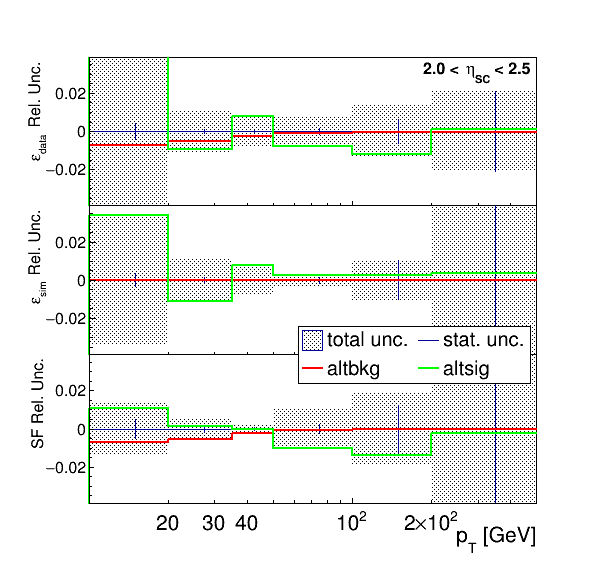 2.0 < η_SC < 2.5
ε_data Rel. Unc.
0.02
0
−0.02
ε_sim Rel. Unc.
0.02
0
−0.02
total unc. stat. unc.
altbkg altsig
SF Rel. Unc.
0.02
0
−0.02
20 30 40 10² 2×10²
p_T [GeV]